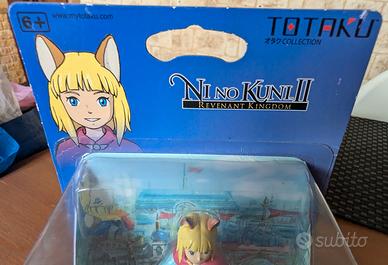 6+
www.mytotaku.com
TOTAKU
オタク COLLECTION
NI NO KUNI II
REVENANT KINGDOM
subito